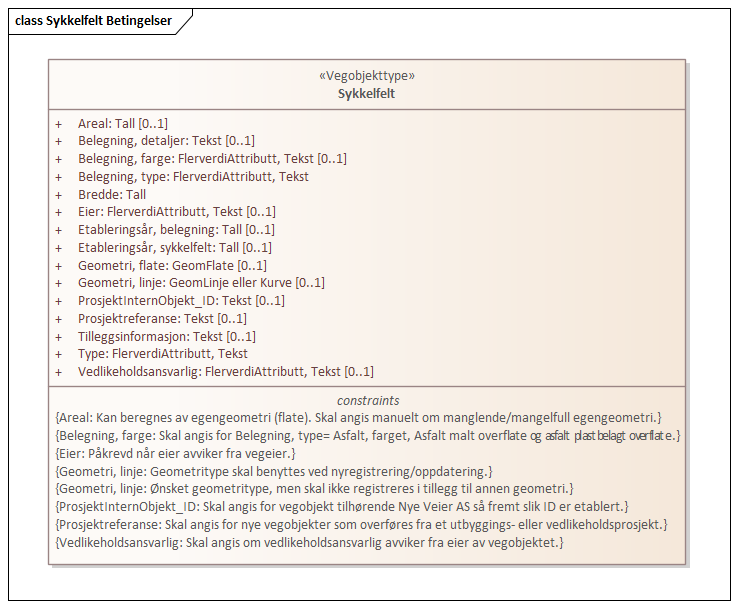 class Sykkelfelt Betingelser
«Vegobjekttype»
Sykkelfelt
+ Areal: Tall [0..1]
+ Belegning, detaljer: Tekst [0..1]
+ Belegning, farge: FlerverdiAttributt, Tekst [0..1]
+ Belegning, type: FlerverdiAttributt, Tekst
+ Bredde: Tall
+ Eier: FlerverdiAttributt, Tekst [0..1]
+ Etableringsår, belegning: Tall [0..1]
+ Etableringsår, sykkelfelt: Tall [0..1]
+ Geometri, flate: GeomFlate [0..1]
+ Geometri, linje: GeomLinje eller Kurve [0..1]
+ ProsjektInternObjekt_ID: Tekst [0..1]
+ Prosjektreferanse: Tekst [0..1]
+ Tilleggsinformasjon: Tekst [0..1]
+ Type: FlerverdiAttributt, Tekst
+ Vedlikeholdsansvarlig: FlerverdiAttributt, Tekst [0..1]
constraints
{Areal: Kan beregnes av egengeometri (flate). Skal angis manuelt om manglende/mangelfull egengeometri.}
{Belegning, farge: Skal angis for Belegning, type= Asfalt, farget, Asfalt malt overflate og asfalt plastbelagt overflate.}
{Eier: Påkrevd når eier avviker fra vegeier.}
{Geometri, linje: Geometritype skal benyttes ved nyregistrering/oppdatering.}
{Geometri, linje: Ønsket geometritype, men skal ikke registreres i tillegg til annen geometri.}
{ProsjektInternObjekt_ID: Skal angis for vegobjekt tilhørende Nye Veier AS så fremt slik ID er etablert.}
{Prosjektreferanse: Skal angis for nye vegobjekter som overføres fra et utbyggings- eller vedlikeholdsprosjekt.}
{Vedlikeholdsansvarlig: Skal angis om vedlikeholdsansvarlig avviker fra eier av vegobjektet.}